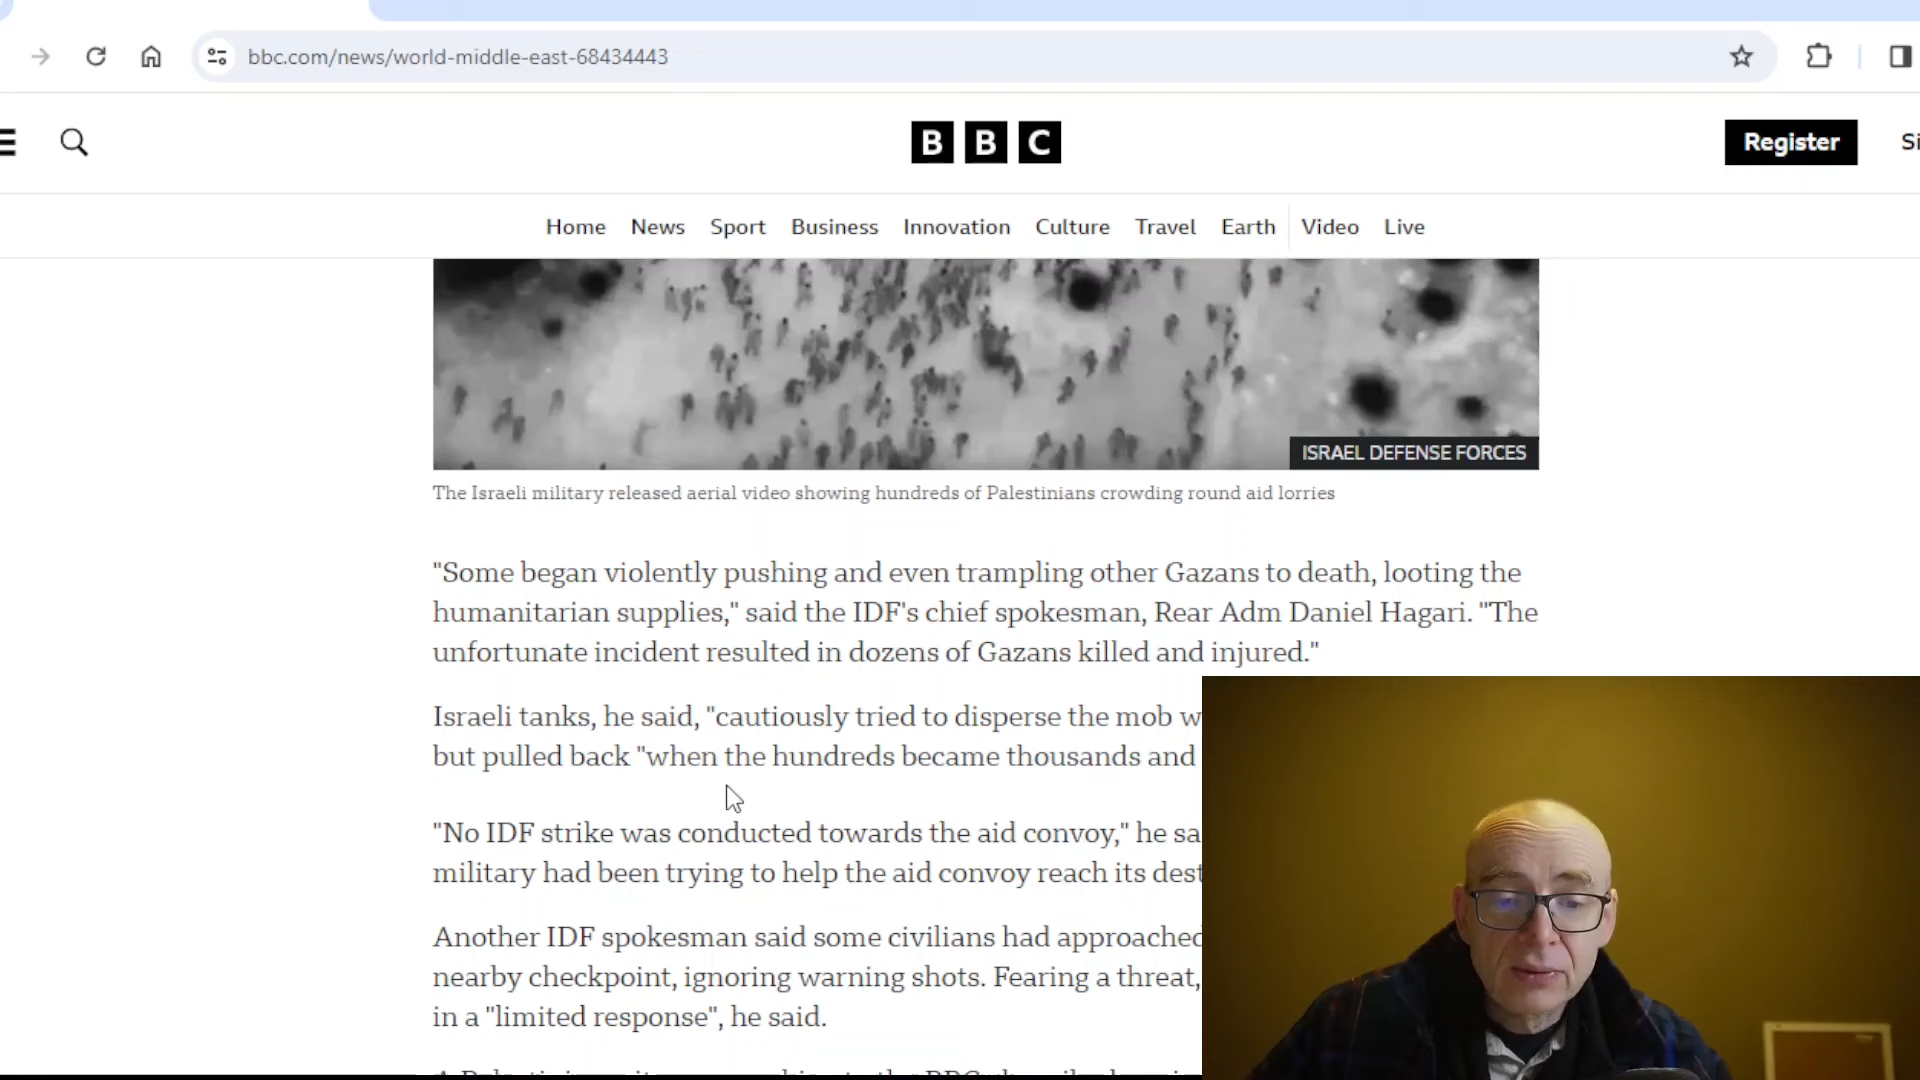 bbc.com/news/world-middle-east-68434443
BBC
Register
Home News Sport Business Innovation Culture Travel Earth Video Live
ISRAEL DEFENSE FORCES
The Israeli military released aerial video showing hundreds of Palestinians crowding round aid lorries
"Some began violently pushing and even trampling other Gazans to death, looting the
humanitarian supplies," said the IDF's chief spokesman, Rear Adm Daniel Hagari. "The
unfortunate incident resulted in dozens of Gazans killed and injured."
Israeli tanks, he said, "cautiously tried to disperse the mob
but pulled back "when the hundreds became thousands and
"No IDF strike was conducted towards the aid convoy," he
military had been trying to help the aid convoy reach its
Another IDF spokesman said some civilians had approached
nearby checkpoint, ignoring warning shots. Fearing a threat,
in a "limited response", he said.